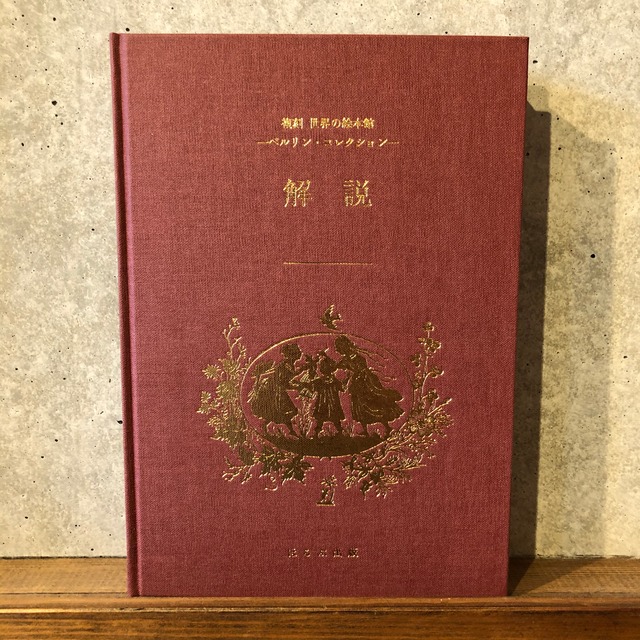 複刻 世界の絵本館
―ベルリン・コレクション―
解説
ほるぷ出版